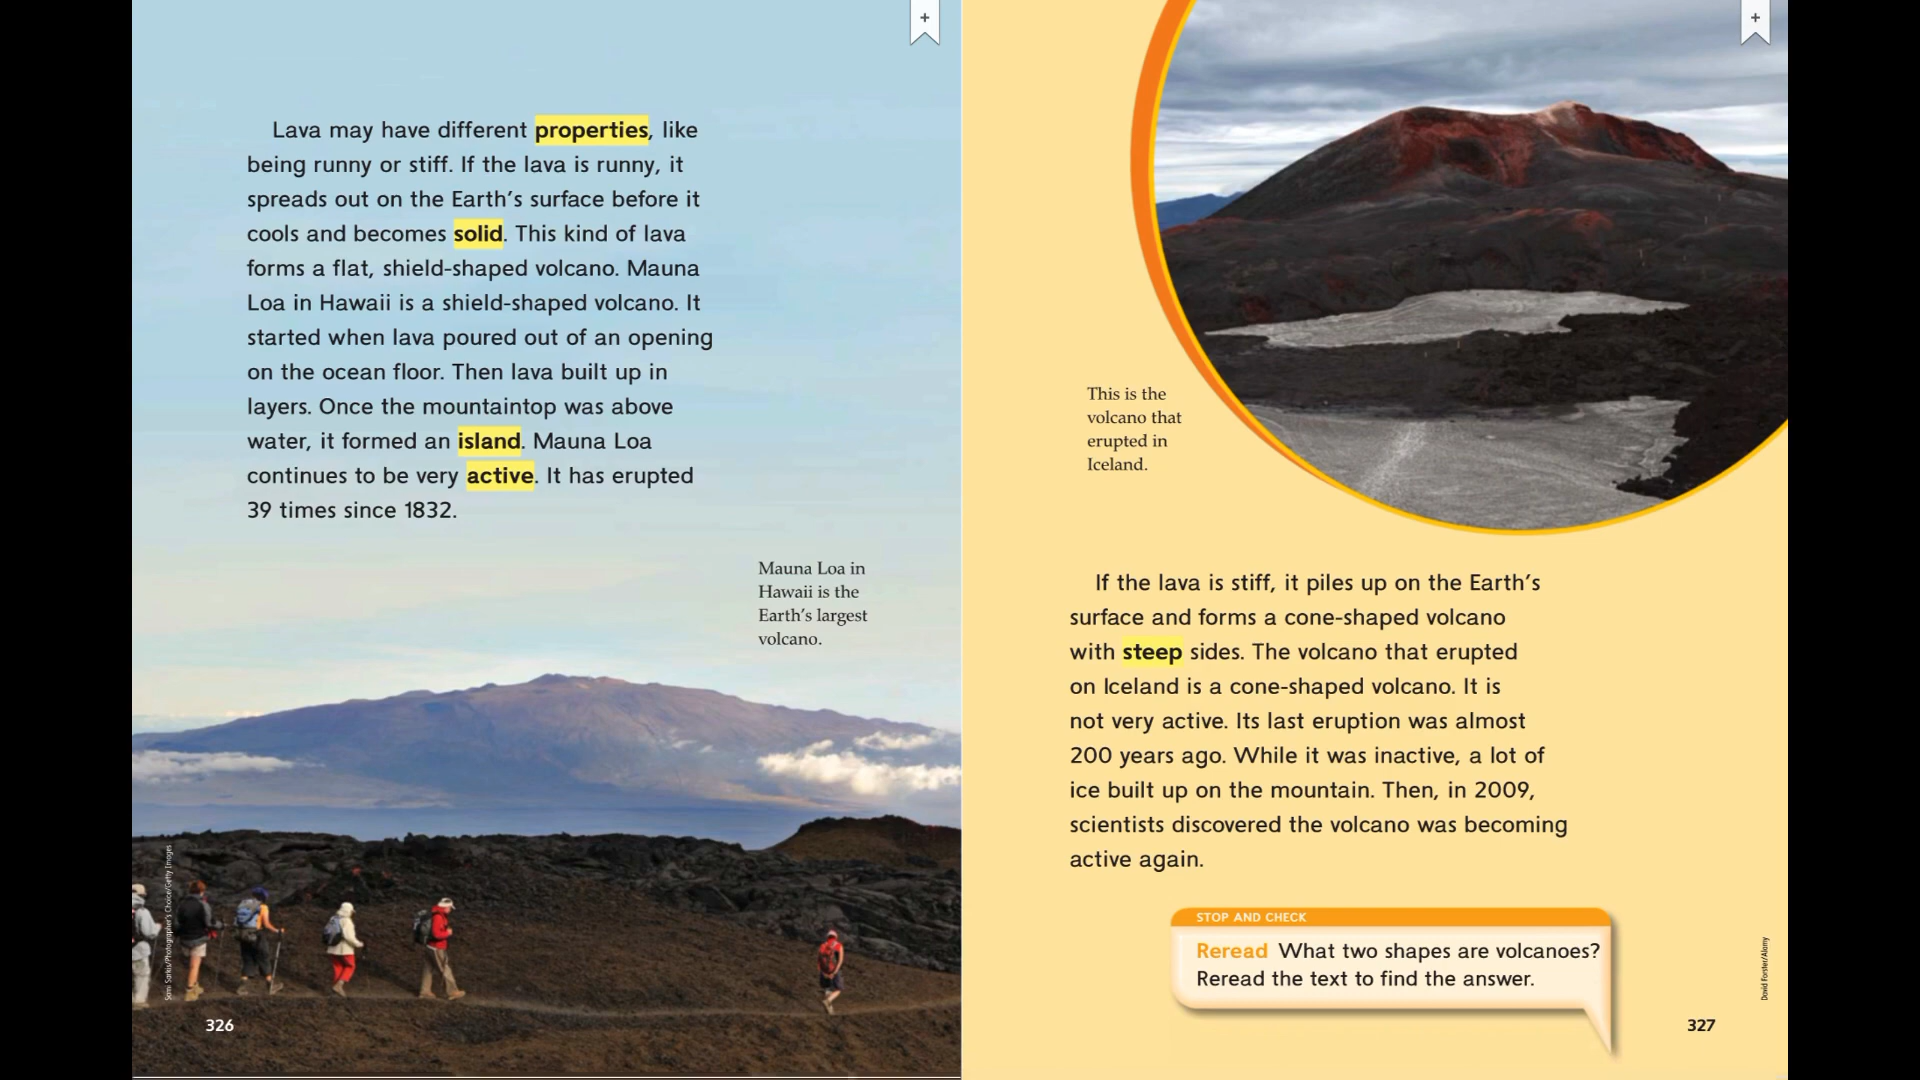 Lava may have different properties, like
being runny or stiff. If the lava is runny, it
spreads out on the Earth's surface before it
cools and becomes solid. This kind of lava
forms a flat, shield-shaped volcano. Mauna
Loa in Hawaii is a shield-shaped volcano. It
started when lava poured out of an opening
on the ocean floor. Then lava built up in
layers. Once the mountaintop was above
water, it formed an island. Mauna Loa
continues to be very active. It has erupted
39 times since 1832.
Mauna Loa in
Hawaii is the
Earth's largest
volcano.
Sami Sarkis/Photographer's Choice/Getty Images
326
This is the
volcano that
erupted in
Iceland.
If the lava is stiff, it piles up on the Earth's
surface and forms a cone-shaped volcano
with steep sides. The volcano that erupted
on Iceland is a cone-shaped volcano. It is
not very active. Its last eruption was almost
200 years ago. While it was inactive, a lot of
ice built up on the mountain. Then, in 2009,
scientists discovered the volcano was becoming
active again.
STOP AND CHECK
Reread What two shapes are volcanoes?
Reread the text to find the answer.
David Forster/Alamy
327